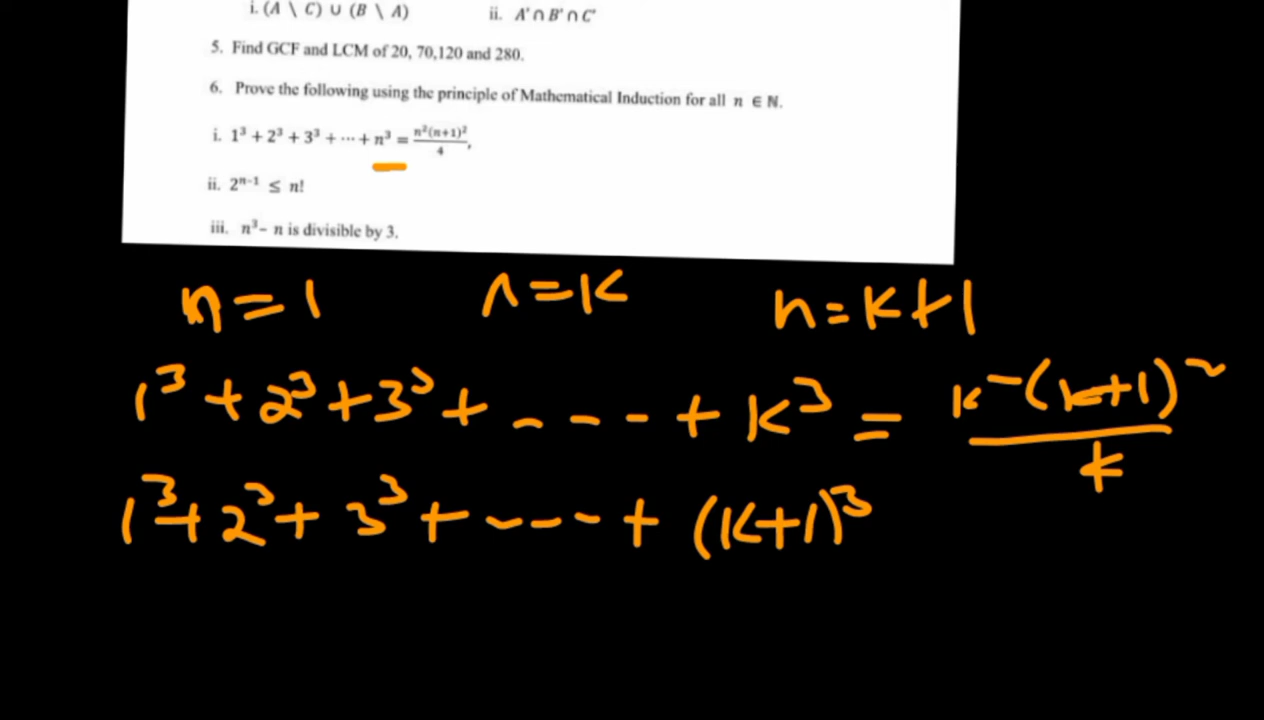 i. (A \ C) ∪ (B \ A) ii. A' ∩ B' ∩ C'
5. Find GCF and LCM of 20, 70,120 and 280.
6. Prove the following using the principle of Mathematical Induction for all n ∈ ℕ.
i. 1³ + 2³ + 3³ + ··· + n³ = n²(n+1)²/4,
ii. 2ⁿ⁻¹ ≤ n!
iii. n³− n is divisible by 3.
n = 1 n = k n = k+1
1³ + 2³ + 3³ + - - - - + k³ = k²(k+1)²/4
1³ + 2³ + 3³ + - - - - + (k+1)³